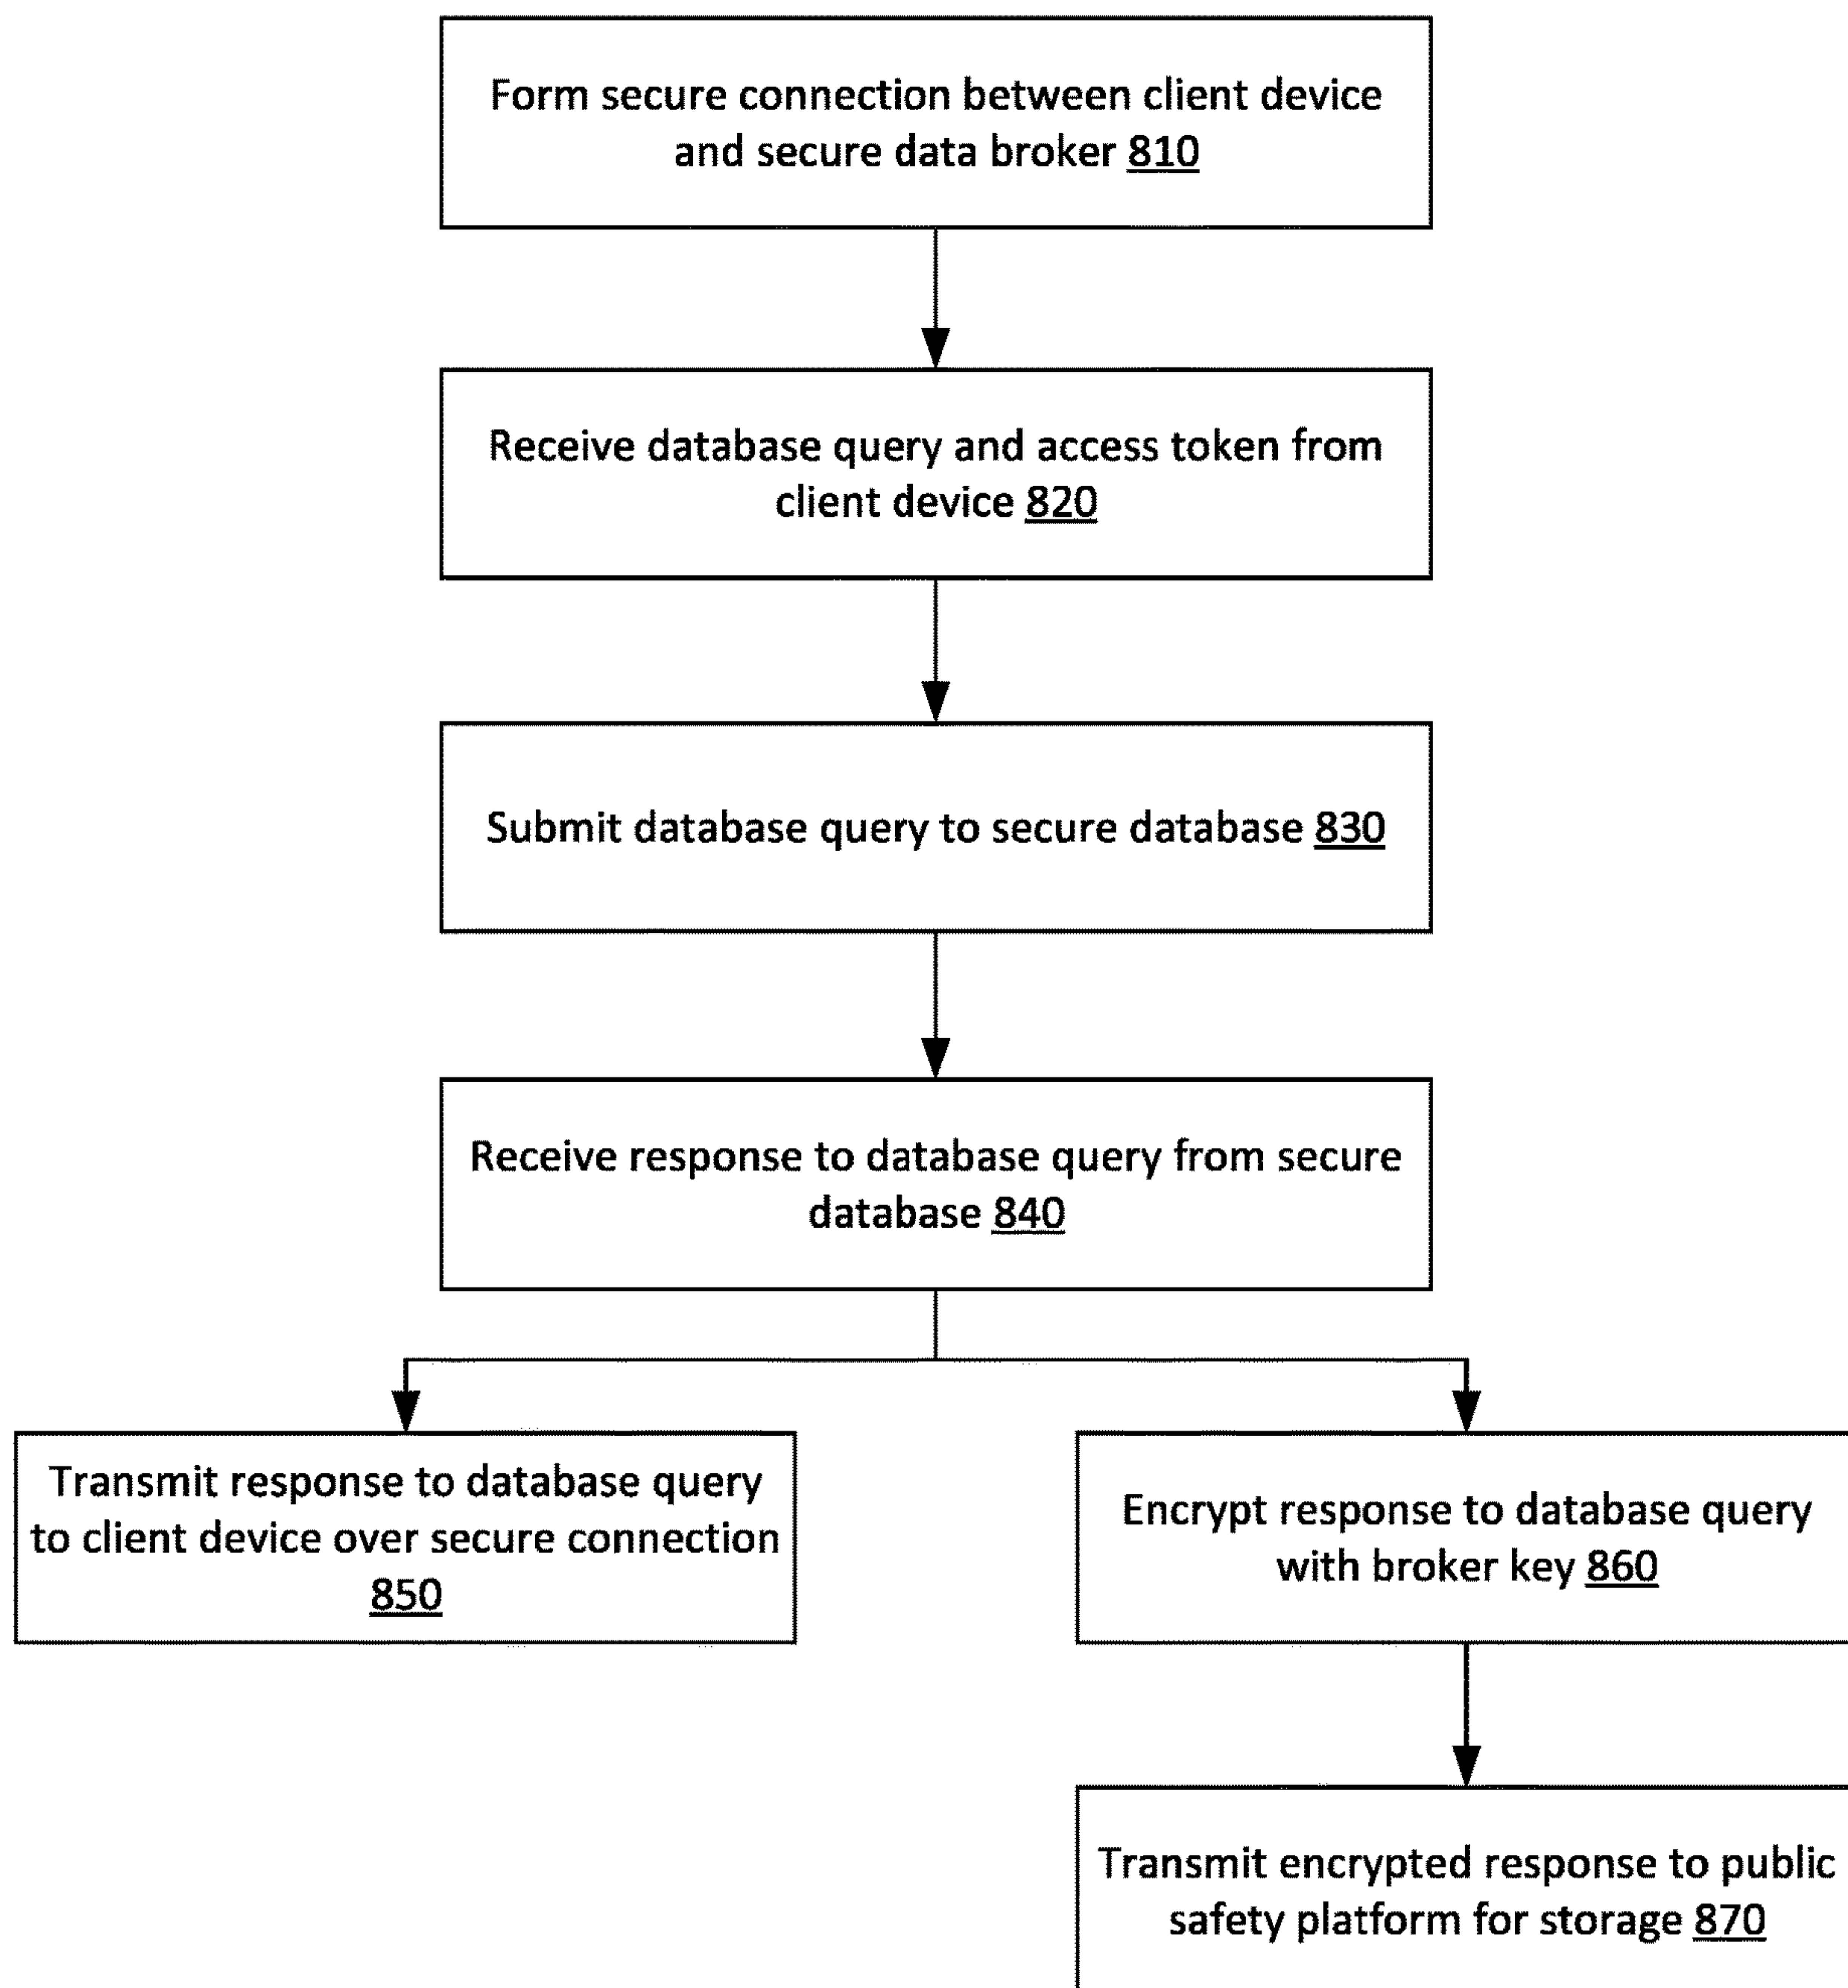 Form secure connection between client device
and secure data broker 810
Receive database query and access token from
client device 820
Submit database query to secure database 830
Receive response to database query from secure
database 840
Transmit response to database query
to client device over secure connection
850
Encrypt response to database query
with broker key 860
Transmit encrypted response to public
safety platform for storage 870